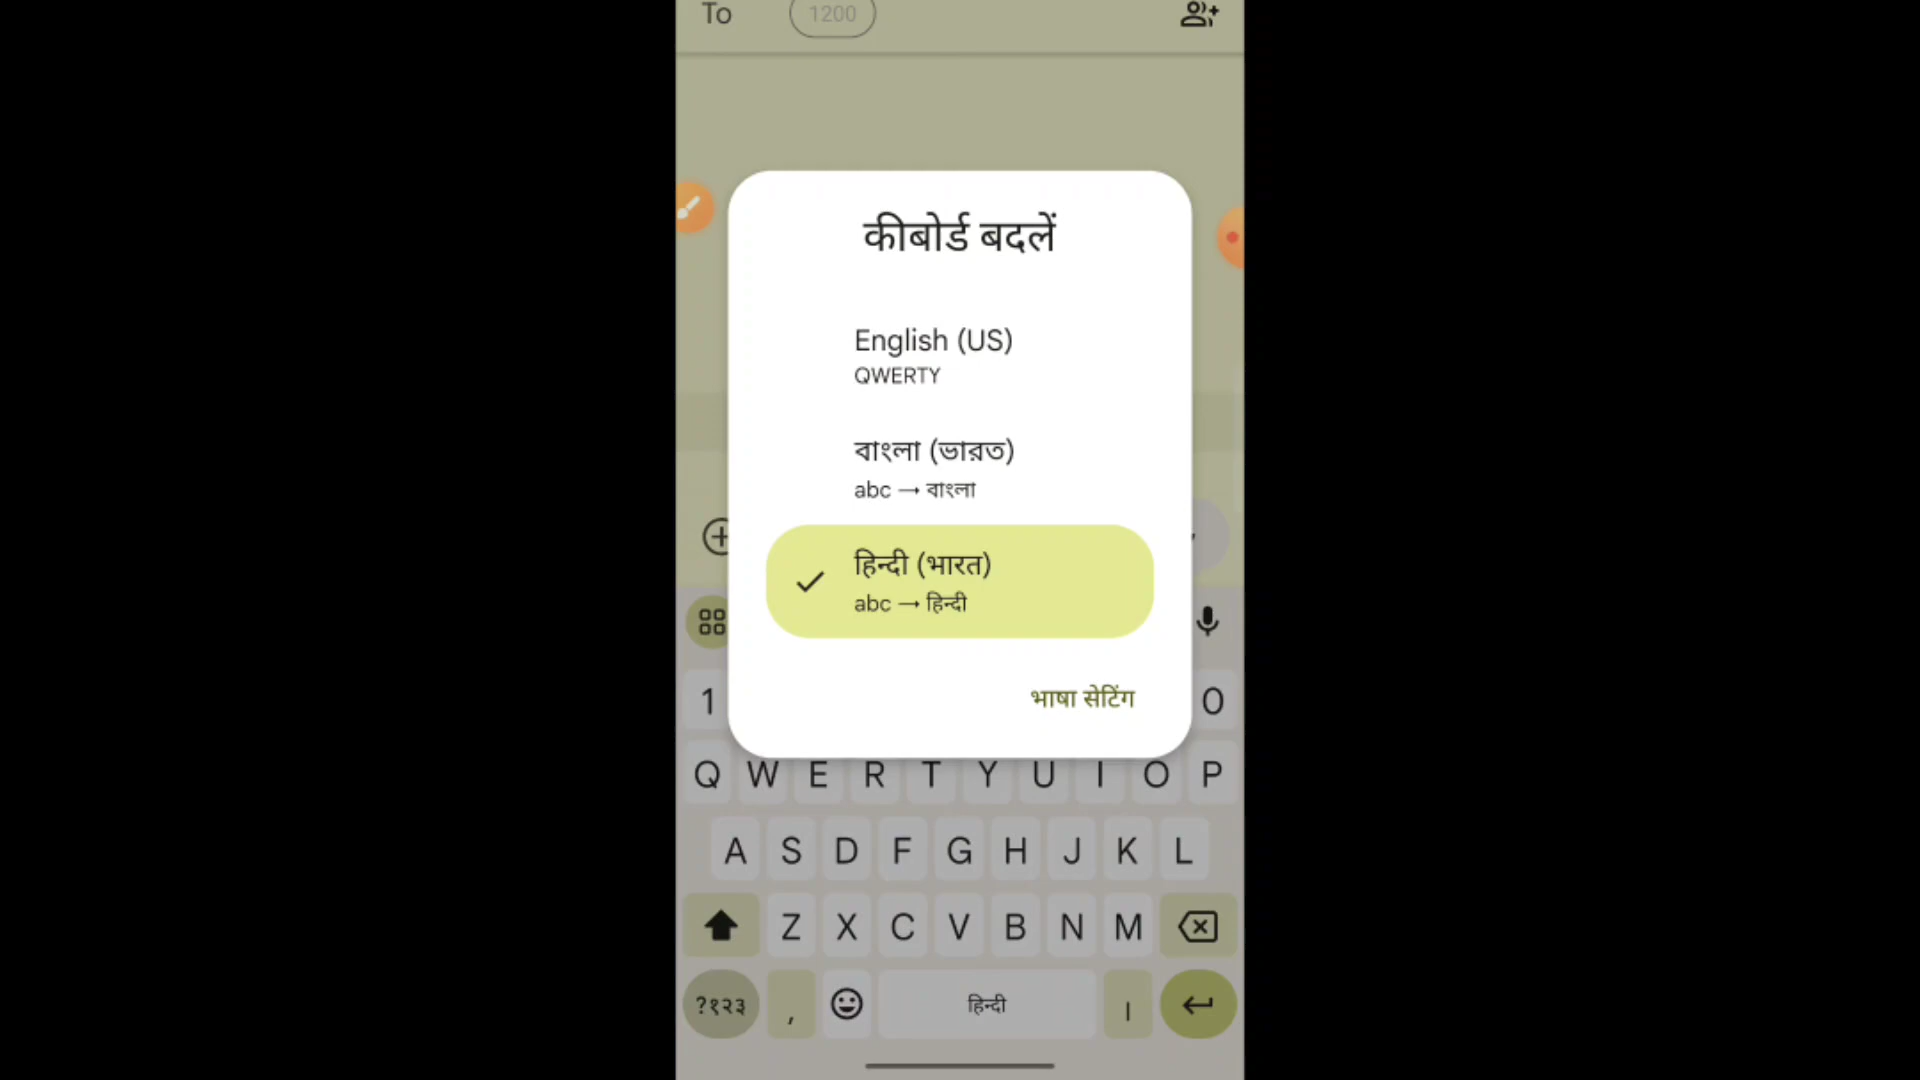 To 1200
कीबोर्ड बदलें
English (US)
QWERTY
বাংলা (ভারত)
abc → বাংলা
हिन्दी (भारत)
abc → हिन्दी
भाषा सेटिंग
1 0
Q W E R T Y U I O P
A S D F G H J K L
Z X C V B N M
?१२३ , हिन्दी ।